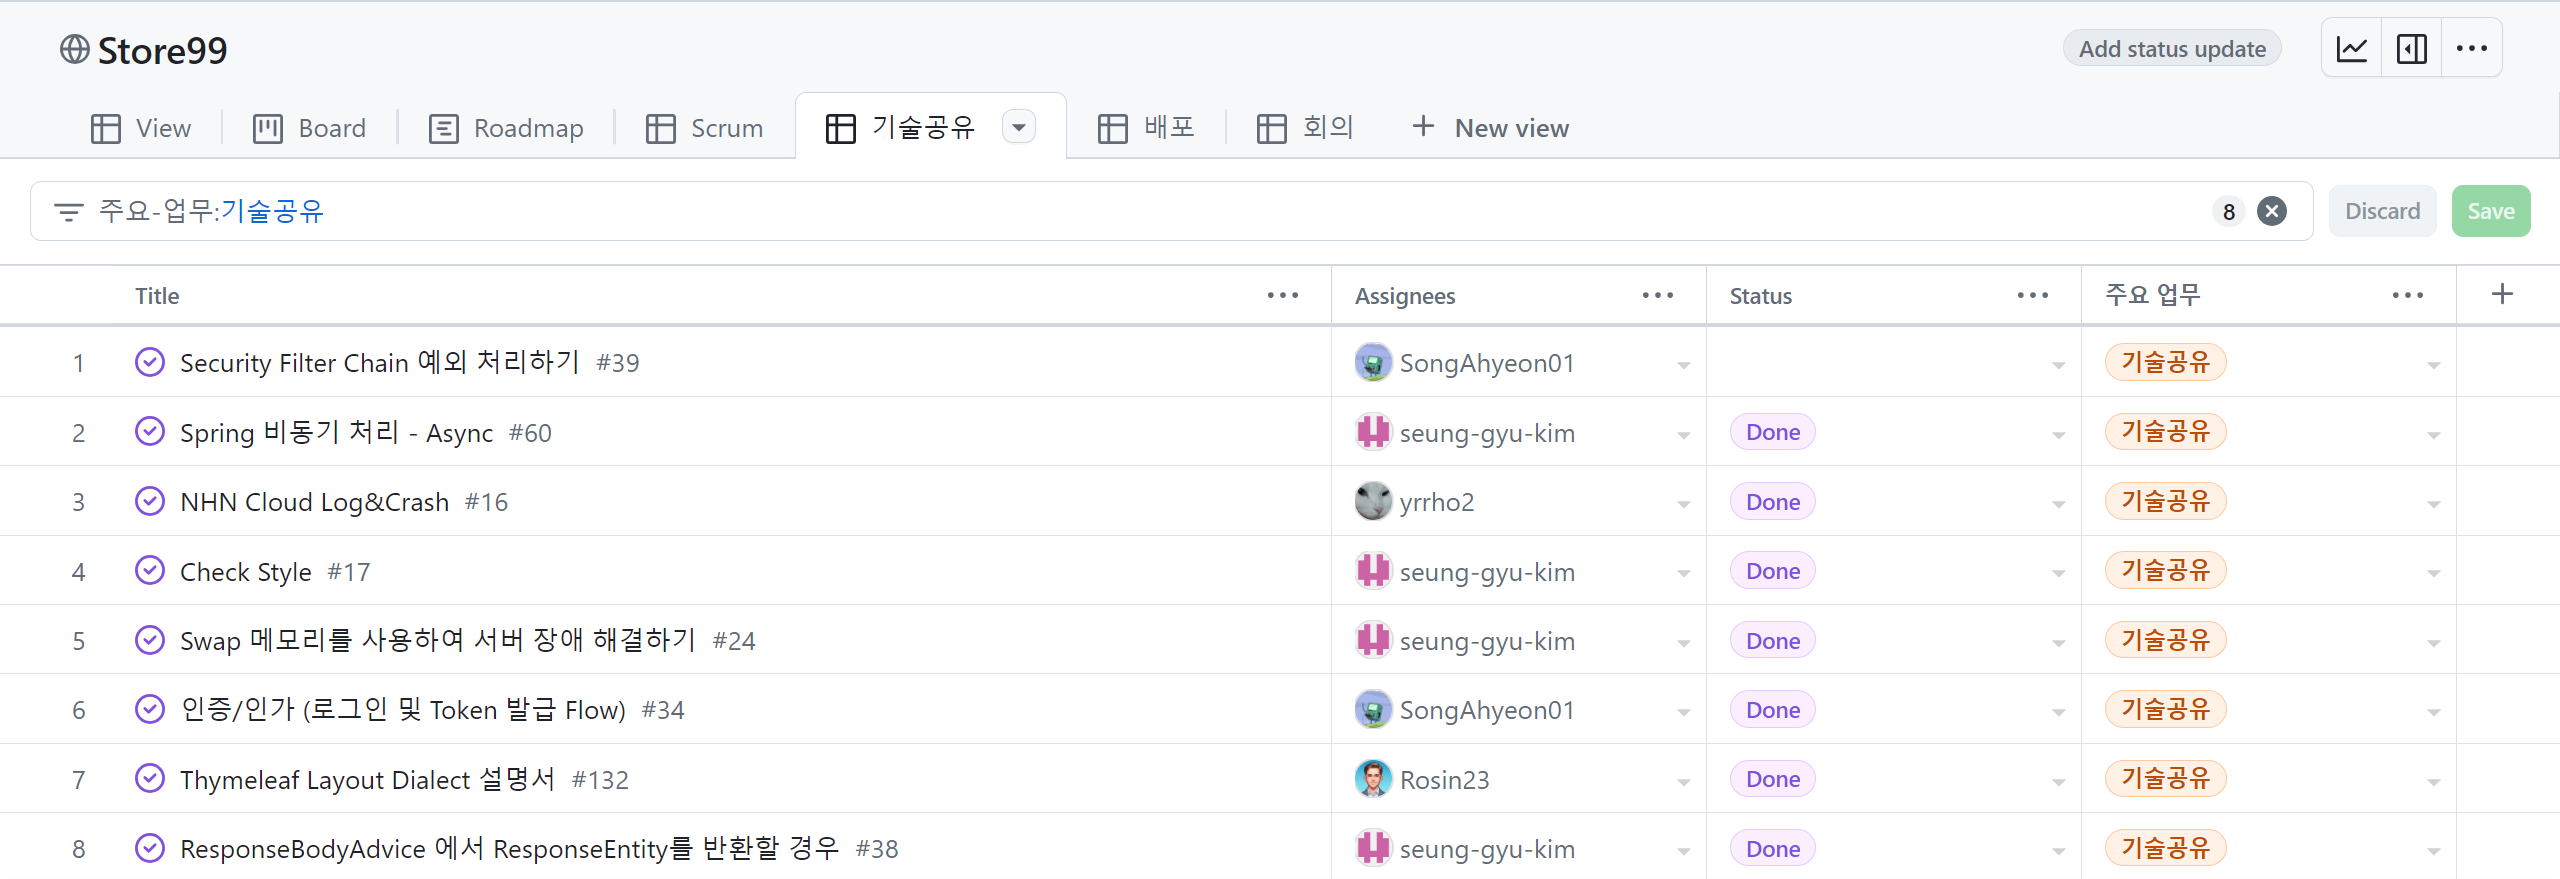 Store99
Add status update
View Board Roadmap Scrum 기술공유 배포 회의 New view
주요-업무:기술공유 8 Discard Save
Title Assignees Status 주요 업무
1 Security Filter Chain 예외 처리하기 #39 SongAhyeon01 기술공유
2 Spring 비동기 처리 - Async #60 seung-gyu-kim Done 기술공유
3 NHN Cloud Log&Crash #16 yrrho2 Done 기술공유
4 Check Style #17 seung-gyu-kim Done 기술공유
5 Swap 메모리를 사용하여 서버 장애 해결하기 #24 seung-gyu-kim Done 기술공유
6 인증/인가 (로그인 및 Token 발급 Flow) #34 SongAhyeon01 Done 기술공유
7 Thymeleaf Layout Dialect 설명서 #132 Rosin23 Done 기술공유
8 ResponseBodyAdvice 에서 ResponseEntity를 반환할 경우 #38 seung-gyu-kim Done 기술공유